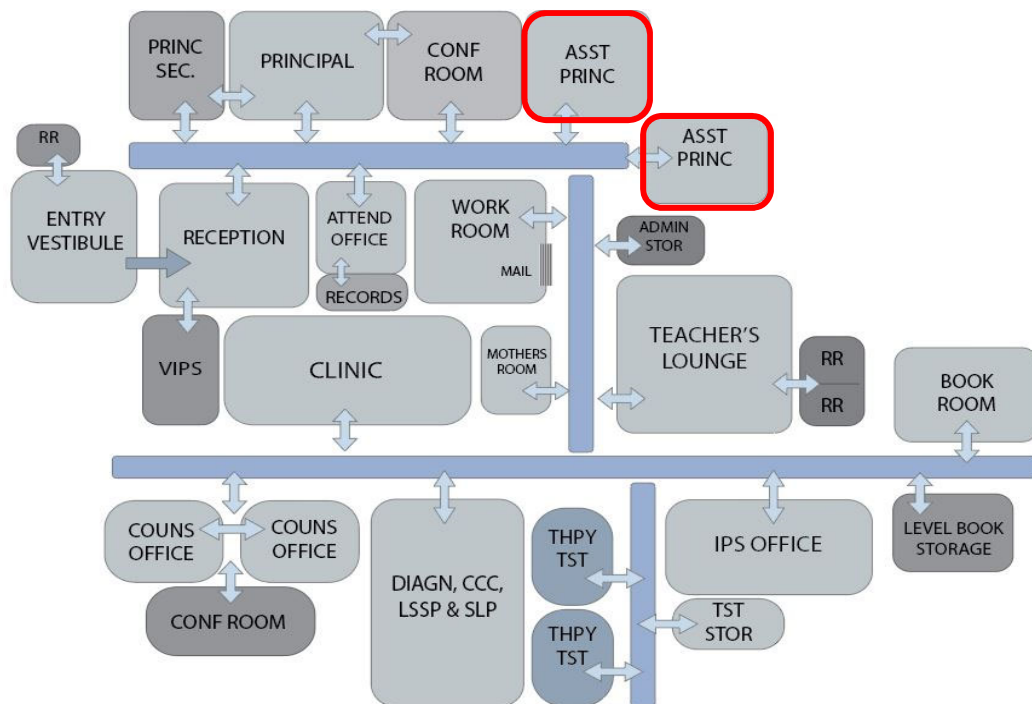 PRINC
SEC.
PRINCIPAL
CONF
ROOM
ASST
PRINC
ASST
PRINC
RR
ENTRY
VESTIBULE
RECEPTION
ATTEND
OFFICE
RECORDS
WORK
ROOM
MAIL
ADMIN
STOR
VIPS
CLINIC
MOTHERS
ROOM
TEACHER'S
LOUNGE
RR
RR
BOOK
ROOM
COUNS
OFFICE
COUNS
OFFICE
CONF ROOM
DIAGN, CCC,
LSSP & SLP
THPY
TST
THPY
TST
IPS OFFICE
TST
STOR
LEVEL BOOK
STORAGE